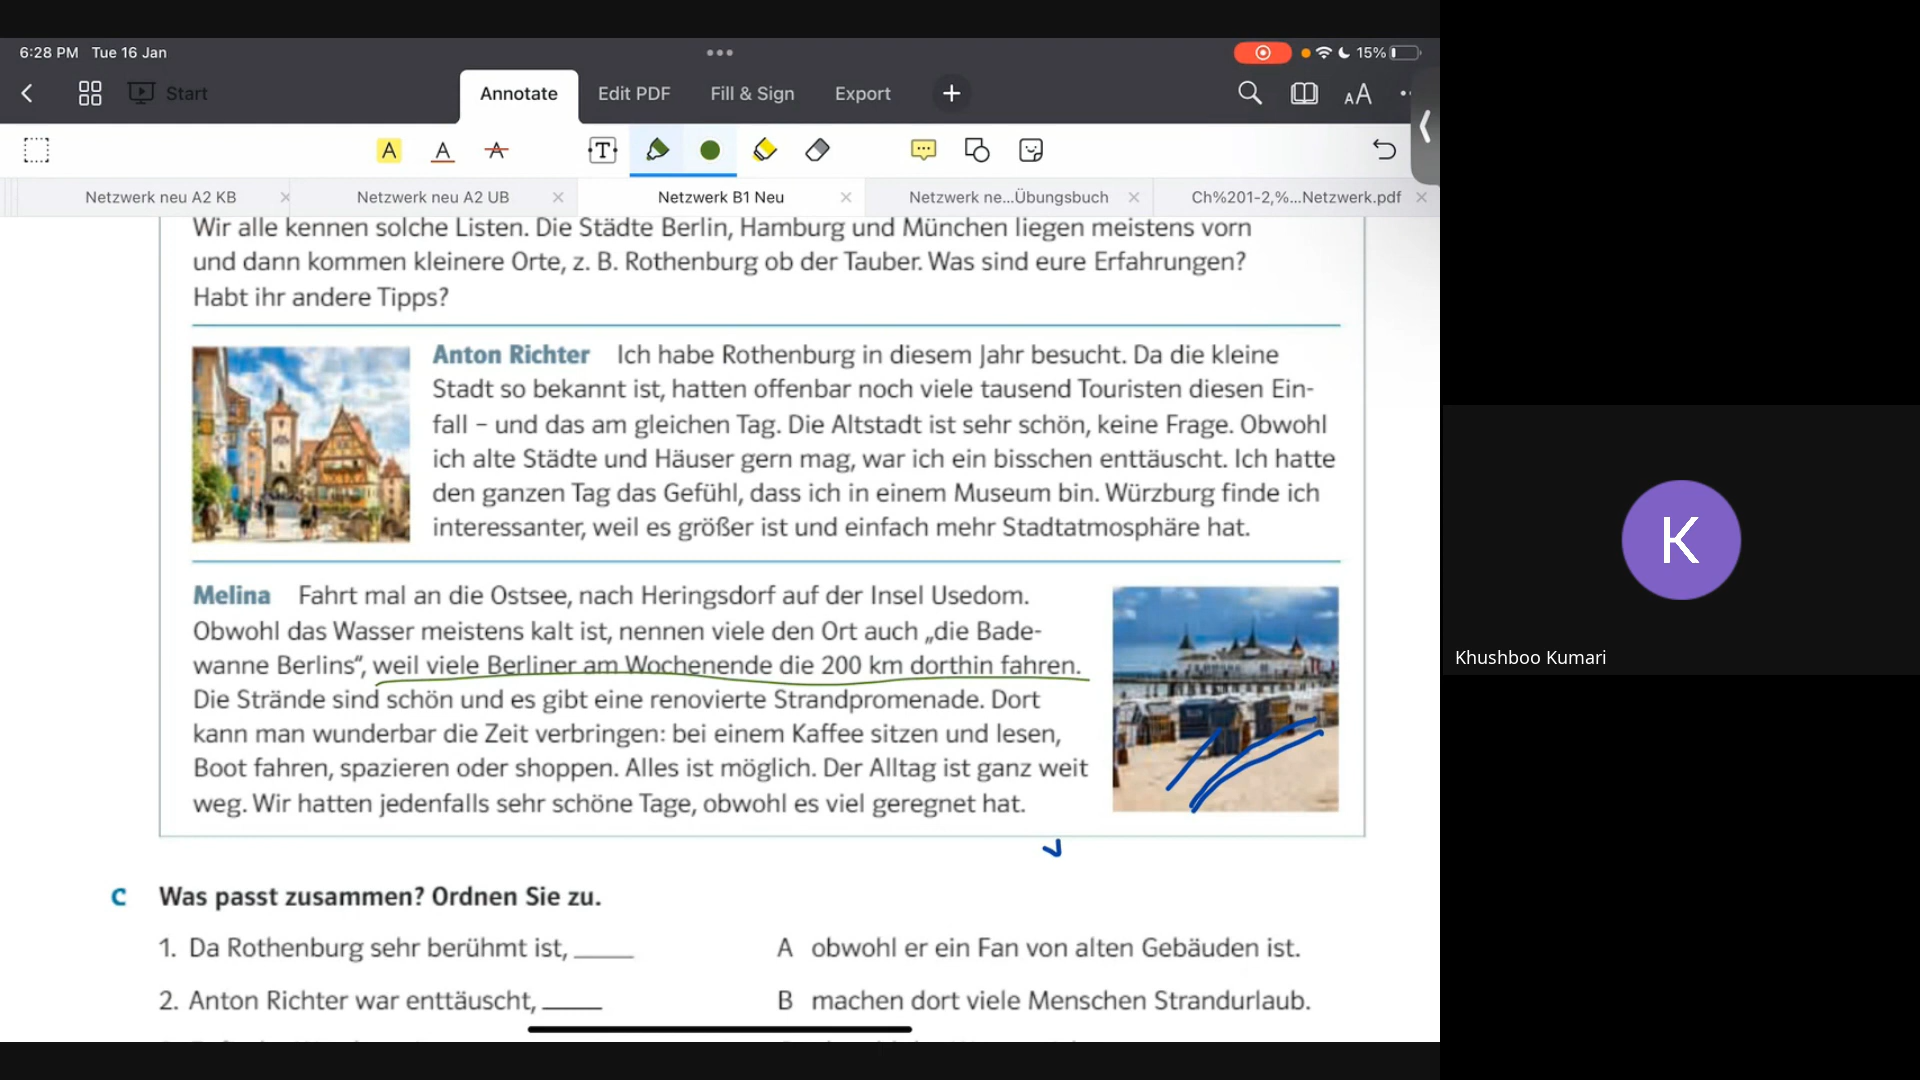 6:28 PM Tue 16 Jan
15%
Start
Annotate
Edit PDF
Fill & Sign
Export
Netzwerk neu A2 KB
Netzwerk neu A2 UB
Netzwerk B1 Neu
Netzwerk ne...Übungsbuch
Ch%201-2,%...Netzwerk.pdf
Wir alle kennen solche Listen. Die Städte Berlin, Hamburg und München liegen meistens vorn
und dann kommen kleinere Orte, z. B. Rothenburg ob der Tauber. Was sind eure Erfahrungen?
Habt ihr andere Tipps?
Anton Richter Ich habe Rothenburg in diesem Jahr besucht. Da die kleine
Stadt so bekannt ist, hatten offenbar noch viele tausend Touristen diesen Ein-
fall – und das am gleichen Tag. Die Altstadt ist sehr schön, keine Frage. Obwohl
ich alte Städte und Häuser gern mag, war ich ein bisschen enttäuscht. Ich hatte
den ganzen Tag das Gefühl, dass ich in einem Museum bin. Würzburg finde ich
interessanter, weil es größer ist und einfach mehr Stadtatmosphäre hat.
Melina Fahrt mal an die Ostsee, nach Heringsdorf auf der Insel Usedom.
Obwohl das Wasser meistens kalt ist, nennen viele den Ort auch „die Bade-
wanne Berlins“, weil viele Berliner am Wochenende die 200 km dorthin fahren.
Die Strände sind schön und es gibt eine renovierte Strandpromenade. Dort
kann man wunderbar die Zeit verbringen: bei einem Kaffee sitzen und lesen,
Boot fahren, spazieren oder shoppen. Alles ist möglich. Der Alltag ist ganz weit
weg. Wir hatten jedenfalls sehr schöne Tage, obwohl es viel geregnet hat.
C Was passt zusammen? Ordnen Sie zu.
1. Da Rothenburg sehr berühmt ist, ____
A obwohl er ein Fan von alten Gebäuden ist.
2. Anton Richter war enttäuscht, ____
B machen dort viele Menschen Strandurlaub.
K
Khushboo Kumari